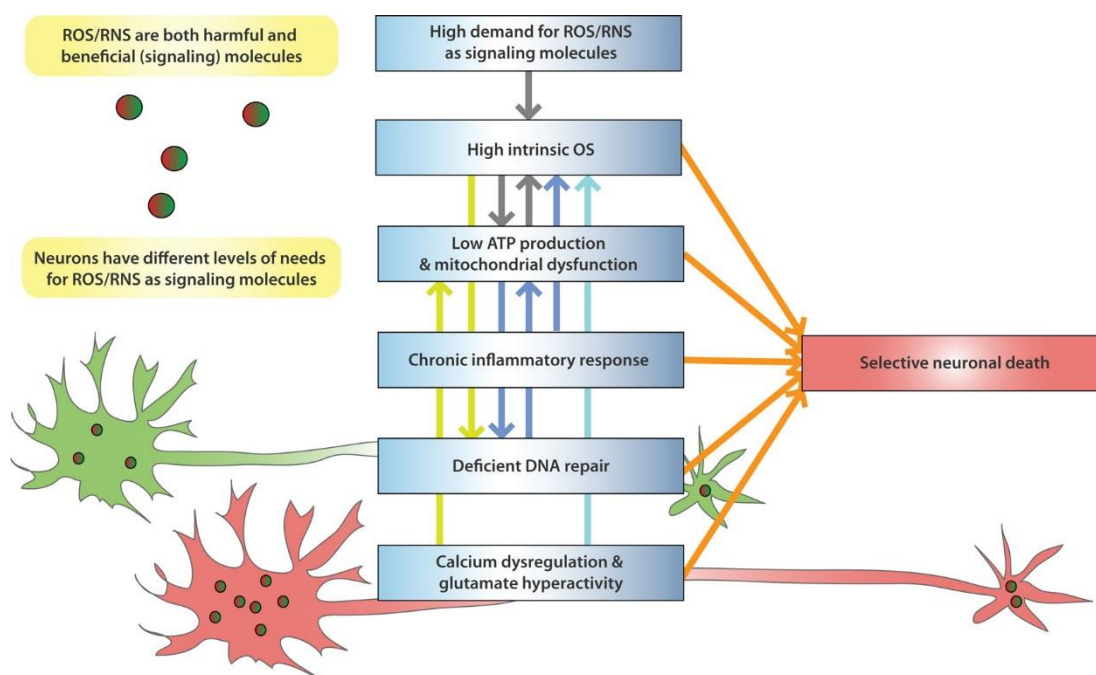 ROS/RNS are both harmful and
beneficial (signaling) molecules
Neurons have different levels of needs
for ROS/RNS as signaling molecules
High demand for ROS/RNS
as signaling molecules
High intrinsic OS
Low ATP production
& mitochondrial dysfunction
Chronic inflammatory response
Deficient DNA repair
Calcium dysregulation &
glutamate hyperactivity
Selective neuronal death